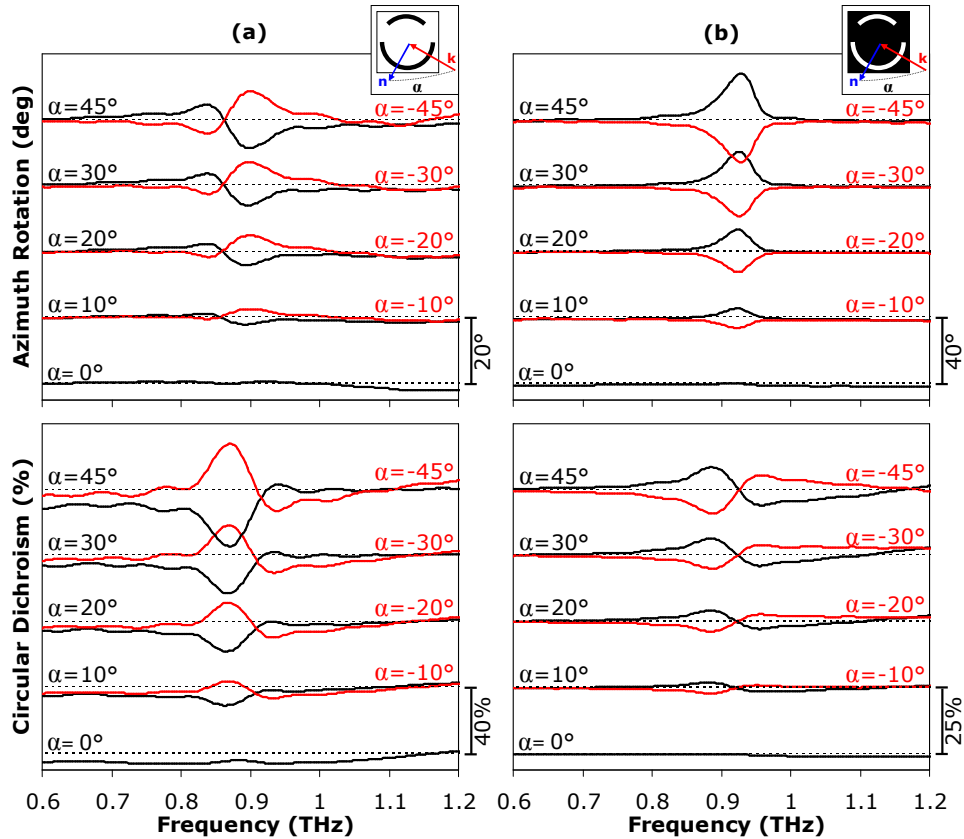 (a)
(b)
n
k
α
n
k
α
Azimuth Rotation (deg)
α=45°
α=-45°
α=30°
α=-30°
α=20°
α=-20°
α=10°
α=-10°
α= 0°
20°
α=45°
α=-45°
α=30°
α=-30°
α=20°
α=-20°
α=10°
α=-10°
α= 0°
40°
Circular Dichroism (%)
α=45°
α=-45°
α=30°
α=-30°
α=20°
α=-20°
α=10°
α=-10°
α= 0°
40%
α=45°
α=-45°
α=30°
α=-30°
α=20°
α=-20°
α=10°
α=-10°
α= 0°
25%
0.6 0.7 0.8 0.9 1 1.1 1.2
0.6 0.7 0.8 0.9 1 1.1 1.2
Frequency (THz)
Frequency (THz)